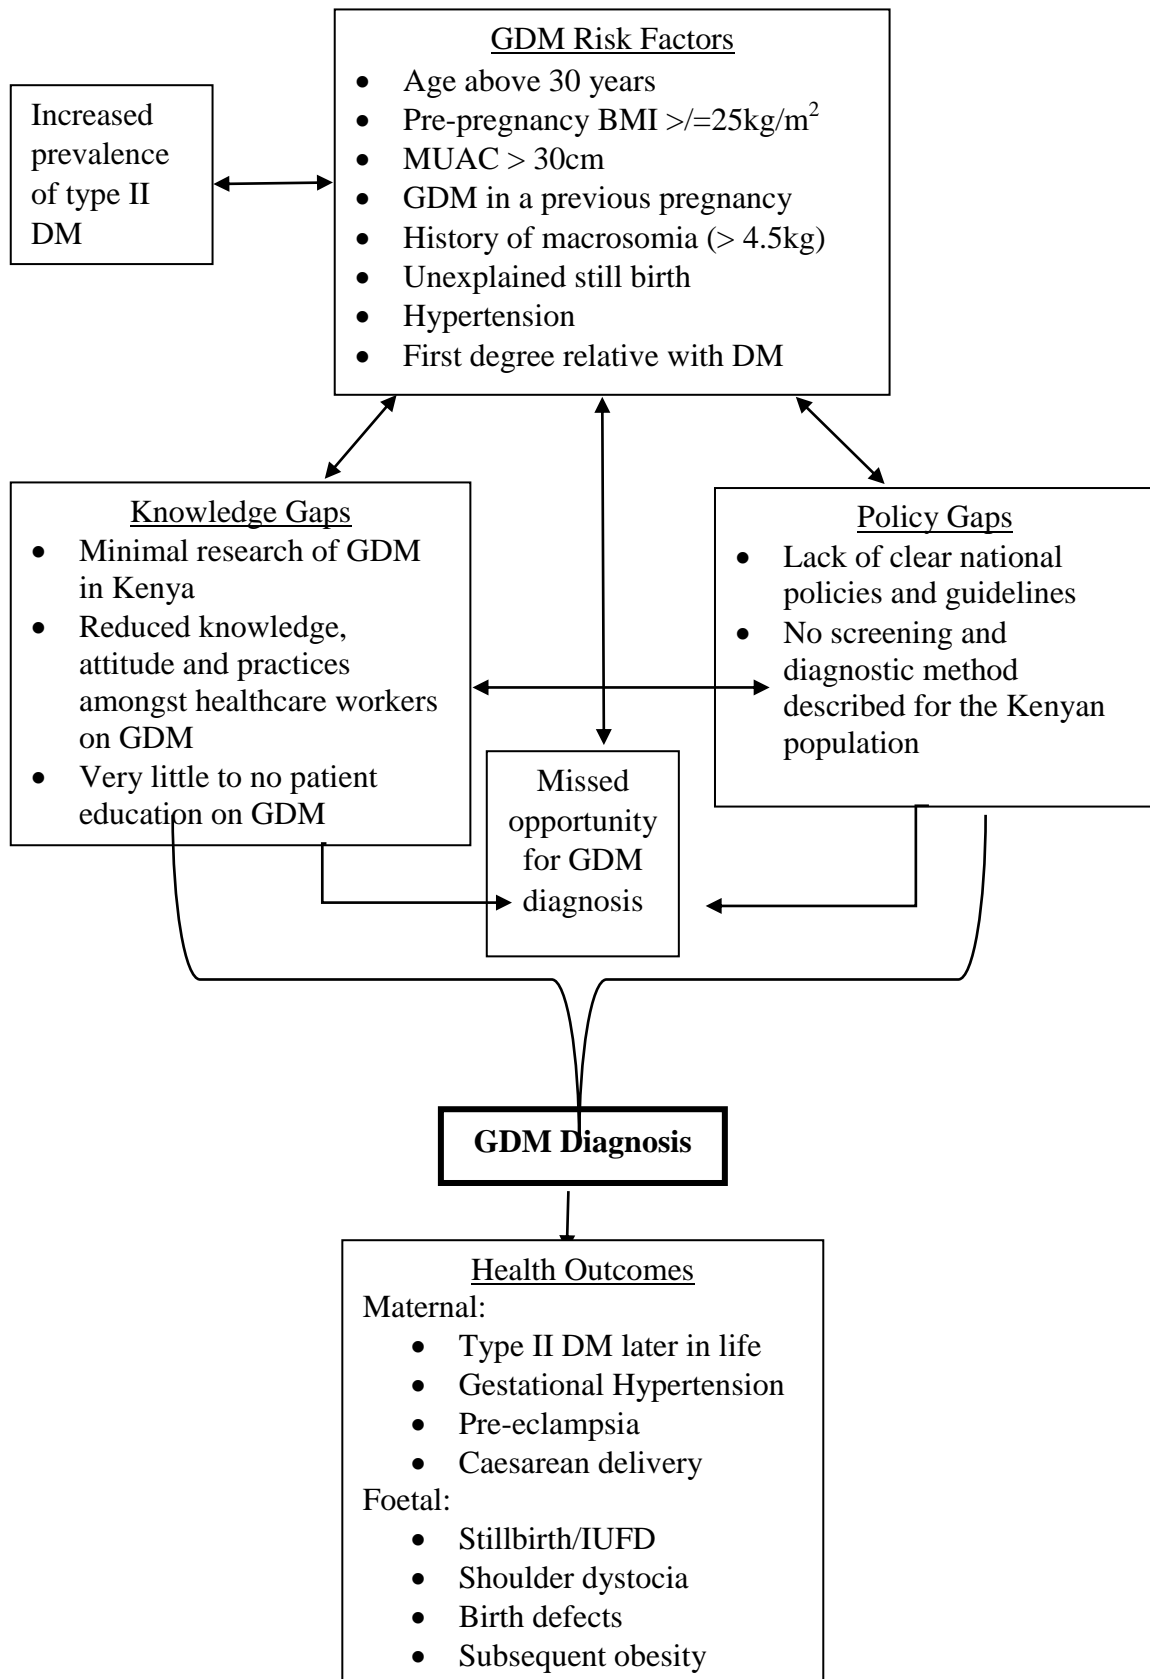 GDM Risk Factors
• Age above 30 years
• Pre-pregnancy BMI >/=25kg/m²
• MUAC > 30cm
• GDM in a previous pregnancy
• History of macrosomia (> 4.5kg)
• Unexplained still birth
• Hypertension
• First degree relative with DM
Increased
prevalence
of type II
DM
Knowledge Gaps
• Minimal research of GDM
in Kenya
• Reduced knowledge,
attitude and practices
amongst healthcare workers
on GDM
• Very little to no patient
education on GDM
Policy Gaps
• Lack of clear national
policies and guidelines
• No screening and
diagnostic method
described for the Kenyan
population
Missed
opportunity
for GDM
diagnosis
GDM Diagnosis
Health Outcomes
Maternal:
• Type II DM later in life
• Gestational Hypertension
• Pre-eclampsia
• Caesarean delivery
Foetal:
• Stillbirth/IUFD
• Shoulder dystocia
• Birth defects
• Subsequent obesity